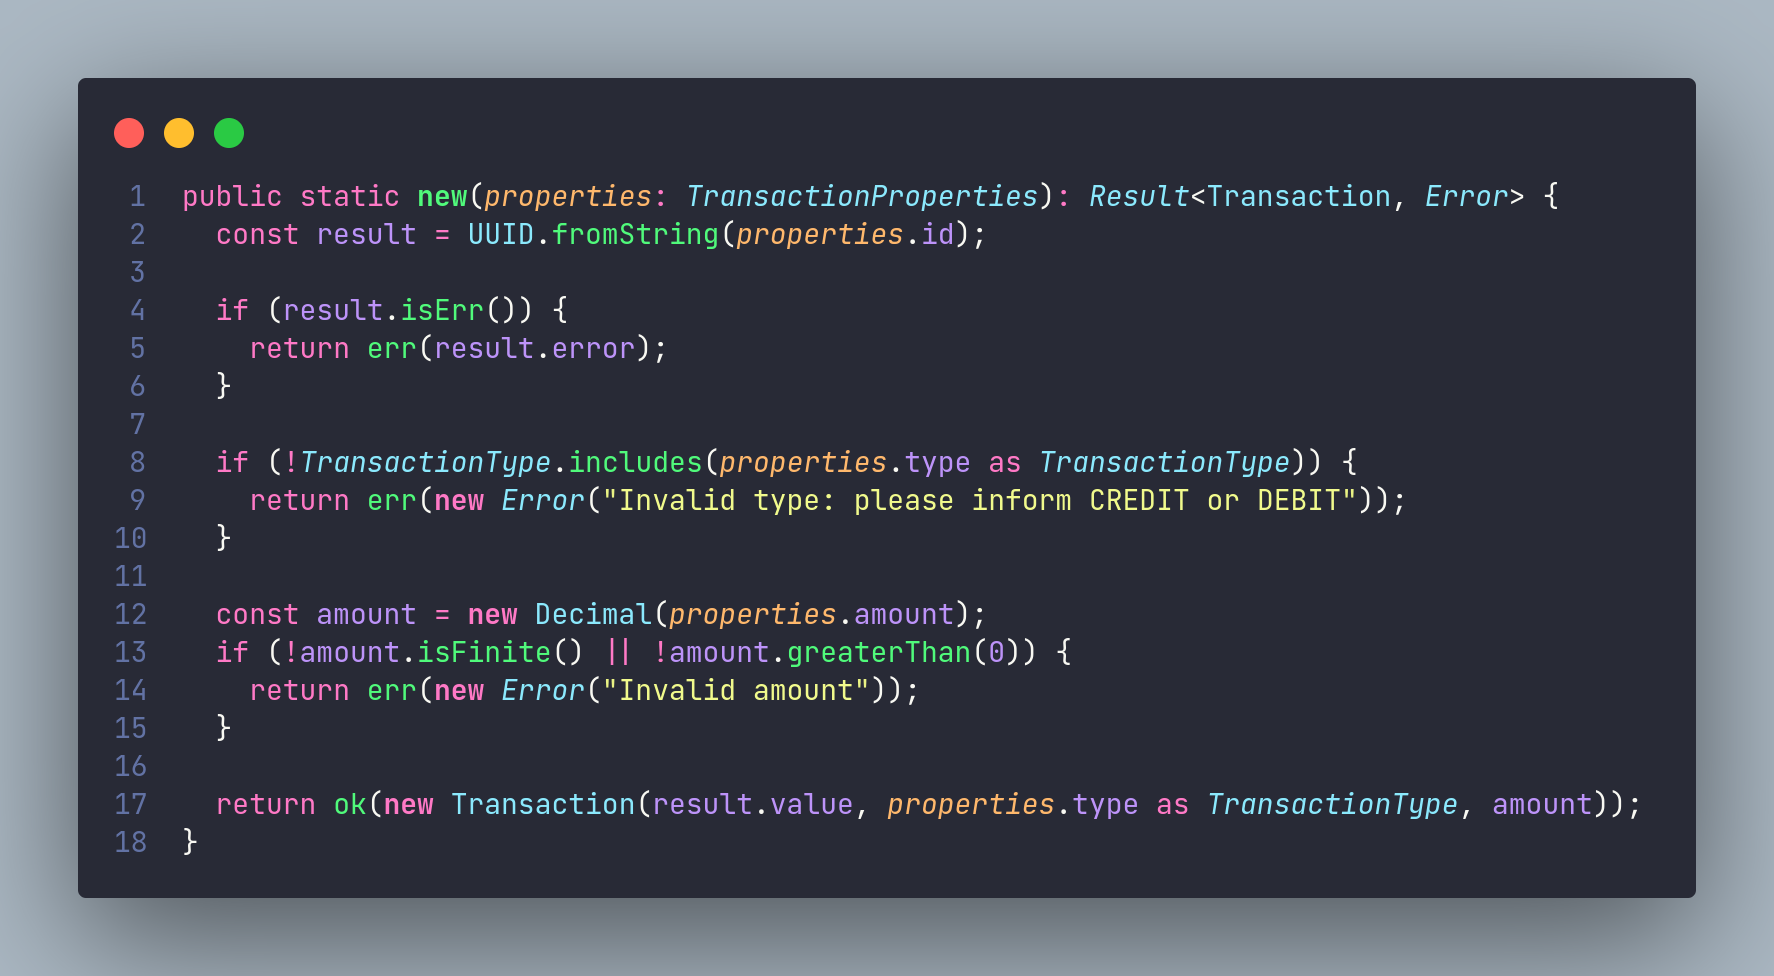 1 public static new(properties: TransactionProperties): Result<Transaction, Error> {
2   const result = UUID.fromString(properties.id);
3
4   if (result.isErr()) {
5     return err(result.error);
6   }
7
8   if (!TransactionType.includes(properties.type as TransactionType)) {
9     return err(new Error("Invalid type: please inform CREDIT or DEBIT"));
10   }
11
12   const amount = new Decimal(properties.amount);
13   if (!amount.isFinite() || !amount.greaterThan(0)) {
14     return err(new Error("Invalid amount"));
15   }
16
17   return ok(new Transaction(result.value, properties.type as TransactionType, amount));
18 }